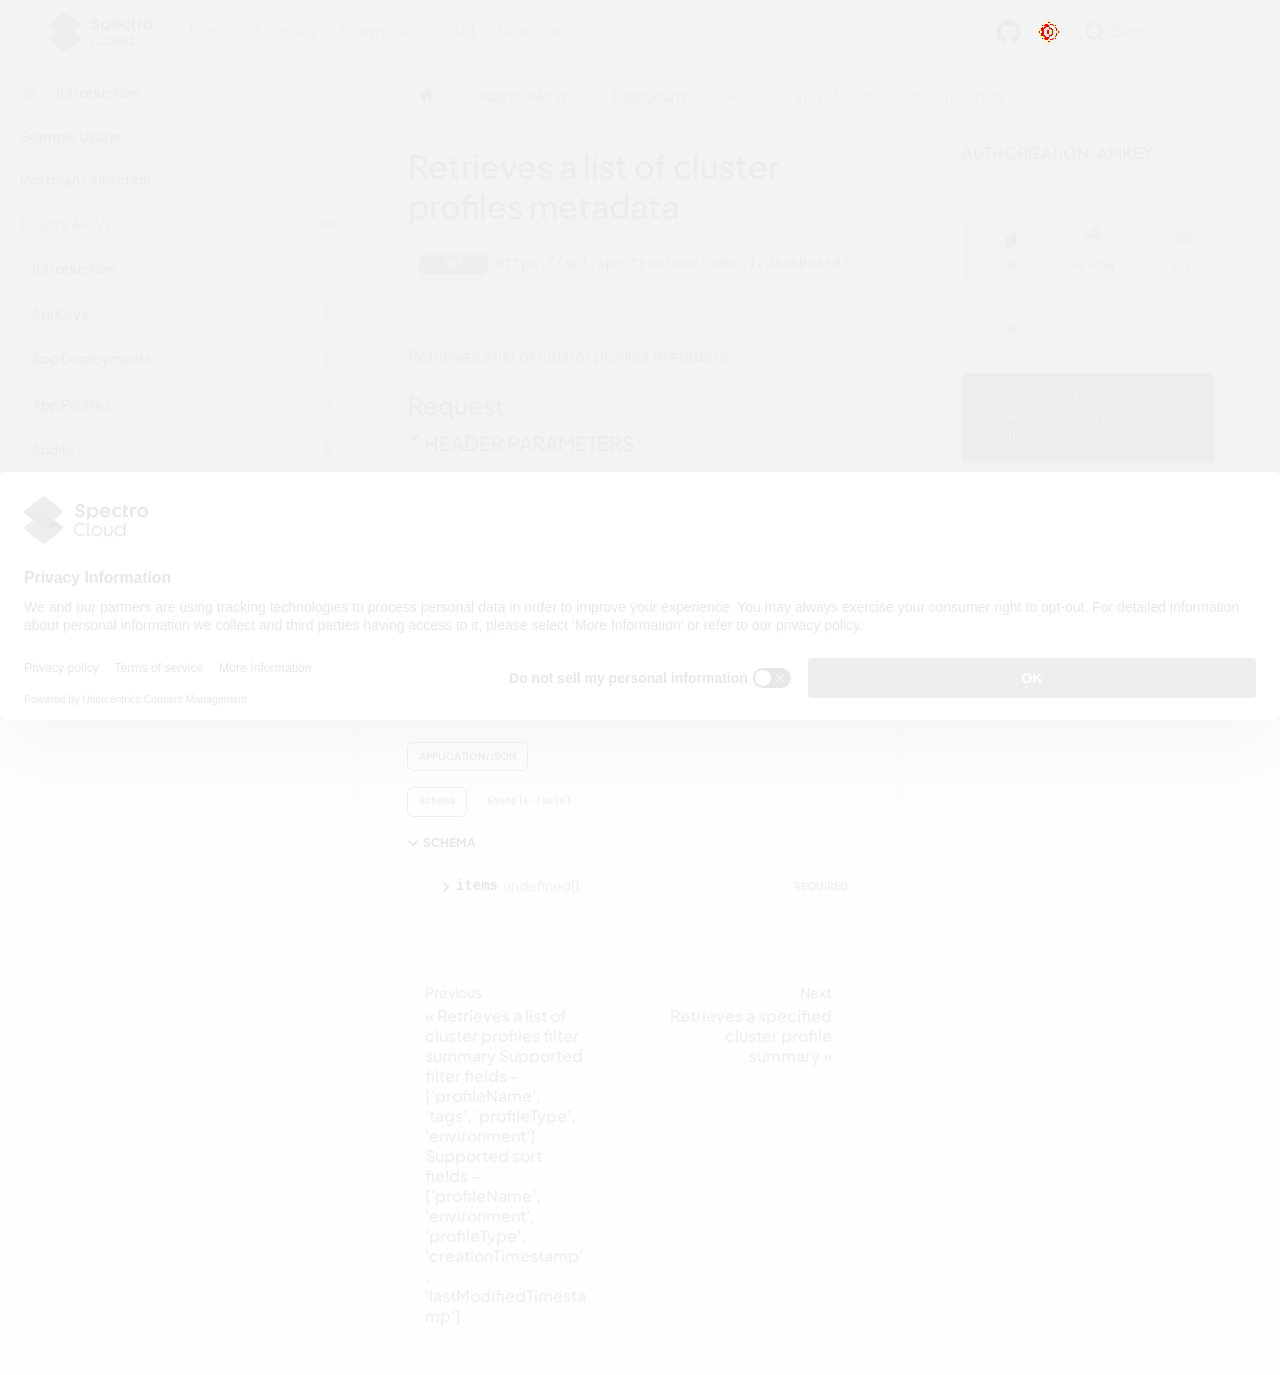 Spectro Cloud
Docs Tutorials Downloads API latest
Search
Introduction
Palette API V1
Dashboard
Retrieves a list of cluster profiles metadata
Example Usage
Postman Collection
Palette API V1
Introduction
Api Keys
App Deployments
App Profiles
Audits
Retrieves a list of cluster
profiles metadata
GET https://api.spectrocloud.com/v1/dashboard/
Retrieves a list of cluster profiles metadata
Request
HEADER PARAMETERS
AUTHORIZATION: APIKEY
CURL PYTHON GO
CURL
Spectro
Cloud
Privacy Information
We and our partners are using tracking technologies to process personal data in order to improve your experience. You may always exercise your consumer right to opt-out. For detailed information
about personal information we collect and third parties having access to it, please select ‘More Information’ or refer to our privacy policy.
Privacy policy Terms of service More Information
Do not sell my personal information
OK
Powered by Usercentrics Consent Management
APPLICATION/JSON
Schema Example (auto)
SCHEMA
items undefined[] REQUIRED
Previous
« Retrieves a list of
cluster profiles filter
summary Supported
filter fields -
['profileName',
'tags', 'profileType',
'environment']
Supported sort
fields -
['profileName',
'environment',
'profileType',
'creationTimestamp'
,
'lastModifiedTimesta
mp']
Next
Retrieves a specified
cluster profile
summary »